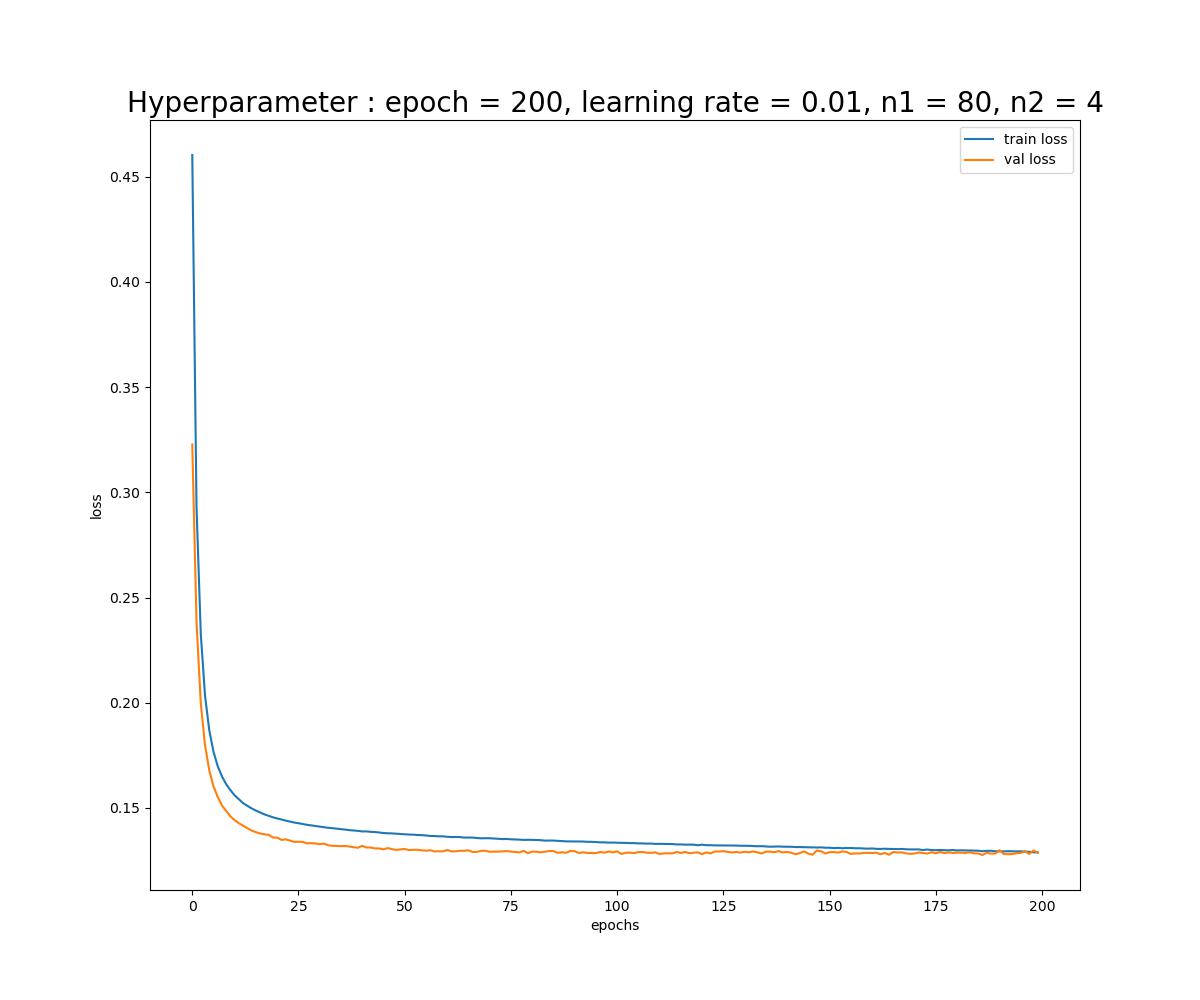 Hyperparameter : epoch = 200, learning rate = 0.01, n1 = 80, n2 = 4
train loss
val loss
0.45
0.40
0.35
0.30
0.25
0.20
0.15
loss
0 25 50 75 100 125 150 175 200
epochs